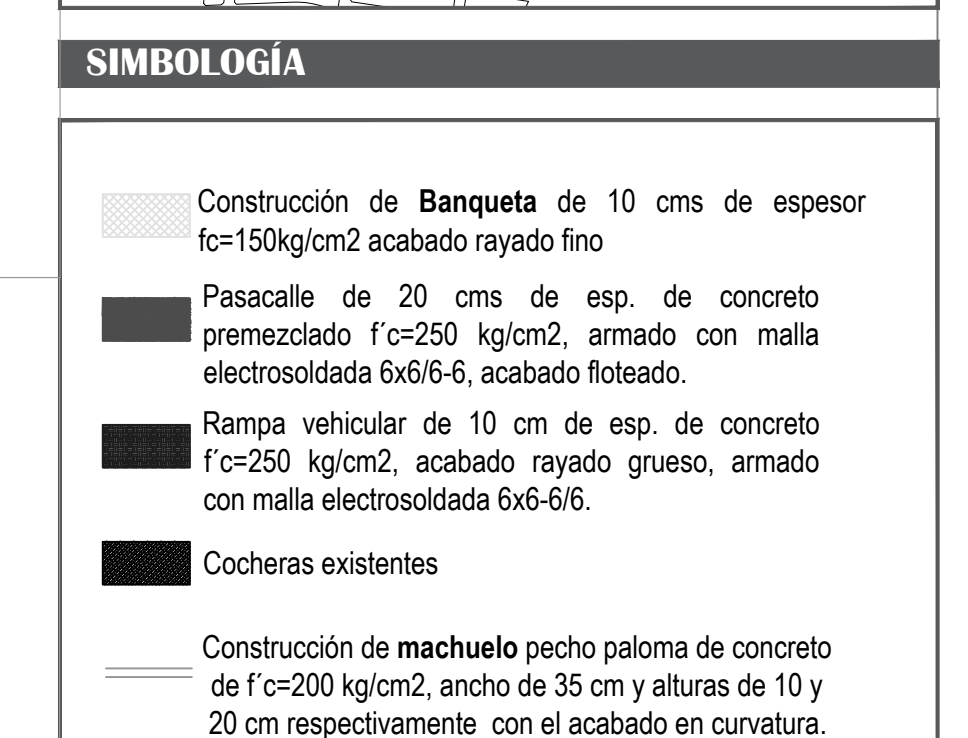 SIMBOLOGÍA
Construcción de Banqueta de 10 cms de espesor
fc=150kg/cm2 acabado rayado fino
Pasacalle de 20 cms de esp. de concreto
premezclado f´c=250 kg/cm2, armado con malla
electrosoldada 6x6/6-6, acabado floteado.
Rampa vehicular de 10 cm de esp. de concreto
f´c=250 kg/cm2, acabado rayado grueso, armado
con malla electrosoldada 6x6-6/6.
Cocheras existentes
Construcción de machuelo pecho paloma de concreto
de f´c=200 kg/cm2, ancho de 35 cm y alturas de 10 y
20 cm respectivamente con el acabado en curvatura.